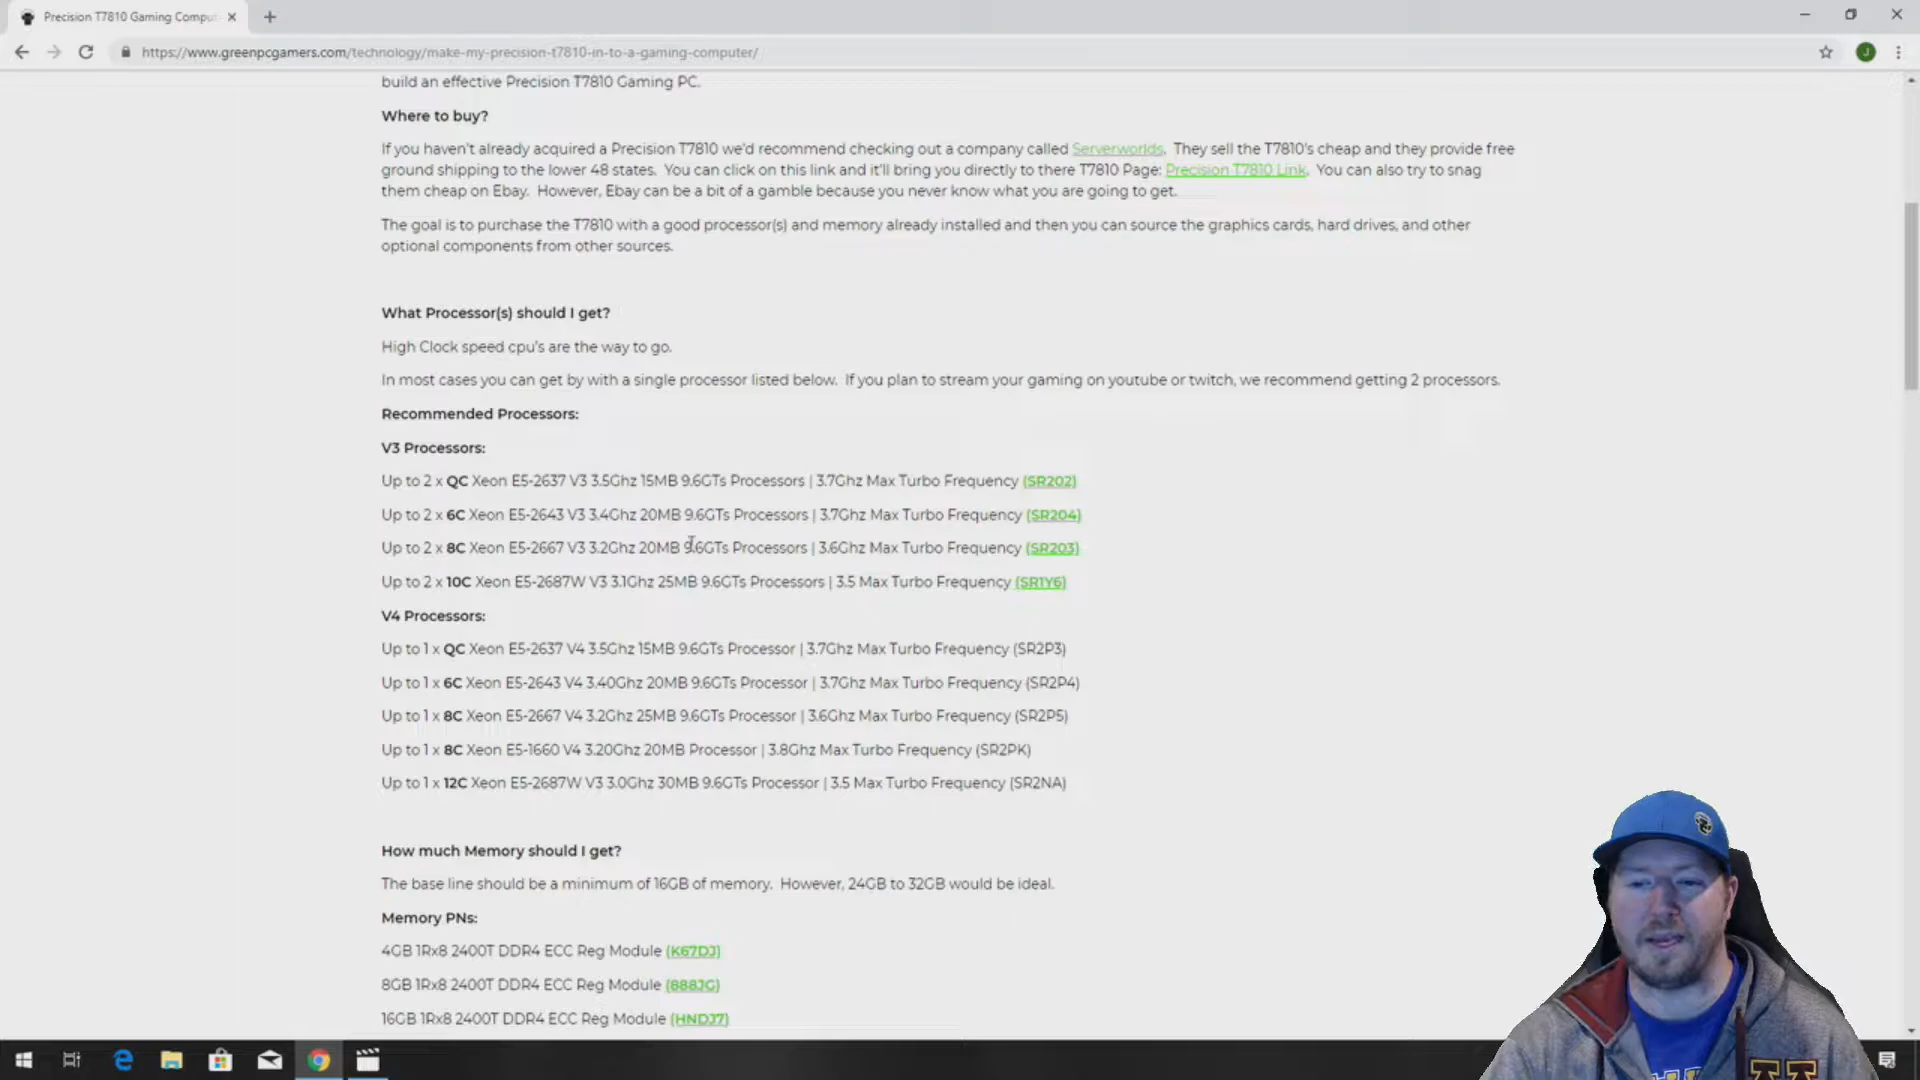 Precision T7810 Gaming Comput
https://www.greenpcgamers.com/technology/make-my-precision-t7810-in-to-a-gaming-computer/
J
build an effective Precision T7810 Gaming PC.
Where to buy?
If you haven't already acquired a Precision T7810 we'd recommend checking out a company called Serverworlds. They sell the T7810's cheap and they provide free
ground shipping to the lower 48 states. You can click on this link and it'll bring you directly to there T7810 Page: Precision T7810 Link. You can also try to snag
them cheap on Ebay. However, Ebay can be a bit of a gamble because you never know what you are going to get.
The goal is to purchase the T7810 with a good processor(s) and memory already installed and then you can source the graphics cards, hard drives, and other
optional components from other sources.
What Processor(s) should I get?
High Clock speed cpu's are the way to go.
In most cases you can get by with a single processor listed below. If you plan to stream your gaming on youtube or twitch, we recommend getting 2 processors.
Recommended Processors:
V3 Processors:
Up to 2 x QC Xeon E5-2637 V3 3.5Ghz 15MB 9.6GTs Processors | 3.7Ghz Max Turbo Frequency (SR202)
Up to 2 x 6C Xeon E5-2643 V3 3.4Ghz 20MB 9.6GTs Processors | 3.7Ghz Max Turbo Frequency (SR204)
Up to 2 x 8C Xeon E5-2667 V3 3.2Ghz 20MB 9.6GTs Processors | 3.6Ghz Max Turbo Frequency (SR203)
Up to 2 x 10C Xeon E5-2687W V3 3.1Ghz 25MB 9.6GTs Processors | 3.5 Max Turbo Frequency (SR1Y6)
V4 Processors:
Up to 1 x QC Xeon E5-2637 V4 3.5Ghz 15MB 9.6GTs Processor | 3.7Ghz Max Turbo Frequency (SR2P3)
Up to 1 x 6C Xeon E5-2643 V4 3.40Ghz 20MB 9.6GTs Processor | 3.7Ghz Max Turbo Frequency (SR2P4)
Up to 1 x 8C Xeon E5-2667 V4 3.2Ghz 25MB 9.6GTs Processor | 3.6Ghz Max Turbo Frequency (SR2P5)
Up to 1 x 8C Xeon E5-1660 V4 3.20Ghz 20MB Processor | 3.8Ghz Max Turbo Frequency (SR2PK)
Up to 1 x 12C Xeon E5-2687W V3 3.0Ghz 30MB 9.6GTs Processor | 3.5 Max Turbo Frequency (SR2NA)
How much Memory should I get?
The base line should be a minimum of 16GB of memory. However, 24GB to 32GB would be ideal.
Memory PNs:
4GB 1Rx8 2400T DDR4 ECC Reg Module (K67DJ)
8GB 1Rx8 2400T DDR4 ECC Reg Module (888JG)
16GB 1Rx8 2400T DDR4 ECC Reg Module (HNDJ7)